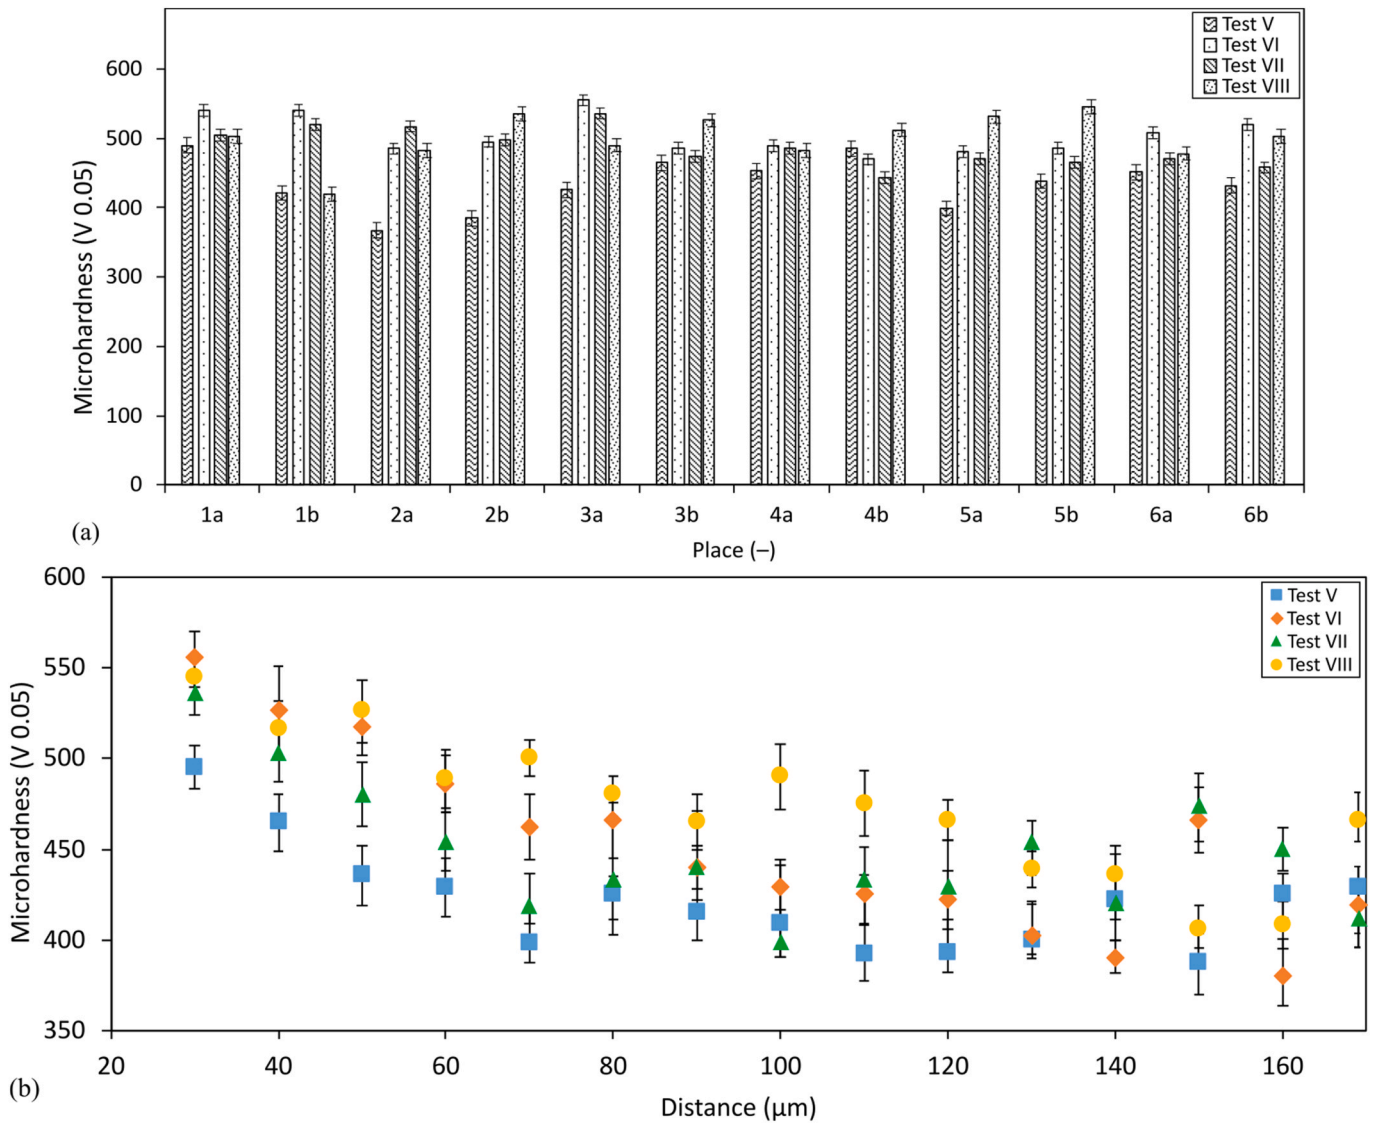 Test V
Test VI
Test VII
Test VIII
600
500
400
300
200
100
0
Microhardness (V 0.05)
1a 1b 2a 2b 3a 3b 4a 4b 5a 5b 6a 6b
Place (–)
(a)
Test V
Test VI
Test VII
Test VIII
600
550
500
450
400
350
Microhardness (V 0.05)
20 40 60 80 100 120 140 160
Distance (μm)
(b)